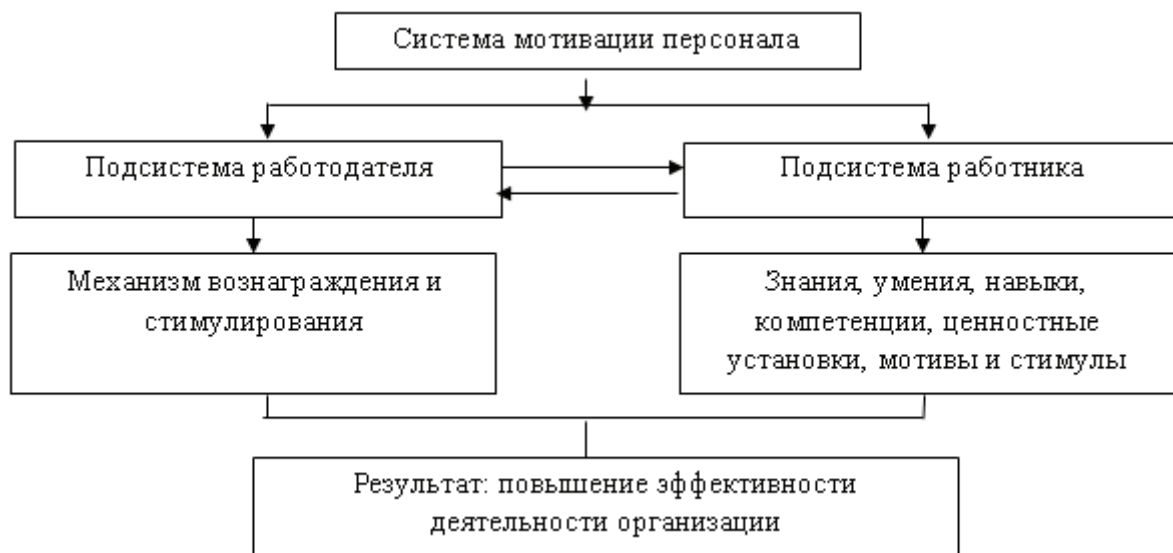 Система мотивации персонала
Подсистема работодателя
Подсистема работника
Механизм вознаграждения и
стимулирования
Знания, умения, навыки,
компетенции, ценностные
установки, мотивы и стимулы
Результат: повышение эффективности
деятельности организации